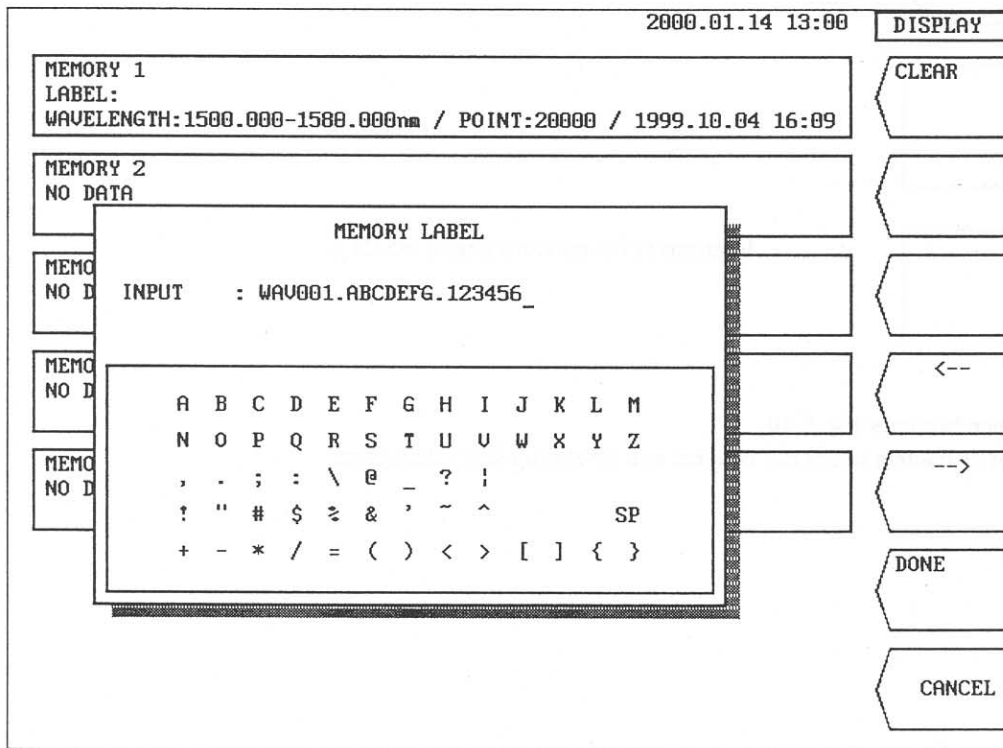 2000.01.14 13:00
DISPLAY
MEMORY 1
LABEL:
WAVELENGTH:1500.000-1580.000nm / POINT:20000 / 1999.10.04 16:09
MEMORY 2
NO DATA
MEMO
NO D
MEMO
NO D
MEMO
NO D
MEMORY LABEL
INPUT : WAV001.ABCDEFG.123456_
A B C D E F G H I J K L M
N O P Q R S T U V W X Y Z
, . ; : \ @ _ ? ¦
! " # $ % & ' ~ ^ SP
+ - * / = ( ) < > [ ] { }
CLEAR
<--
-->
DONE
CANCEL